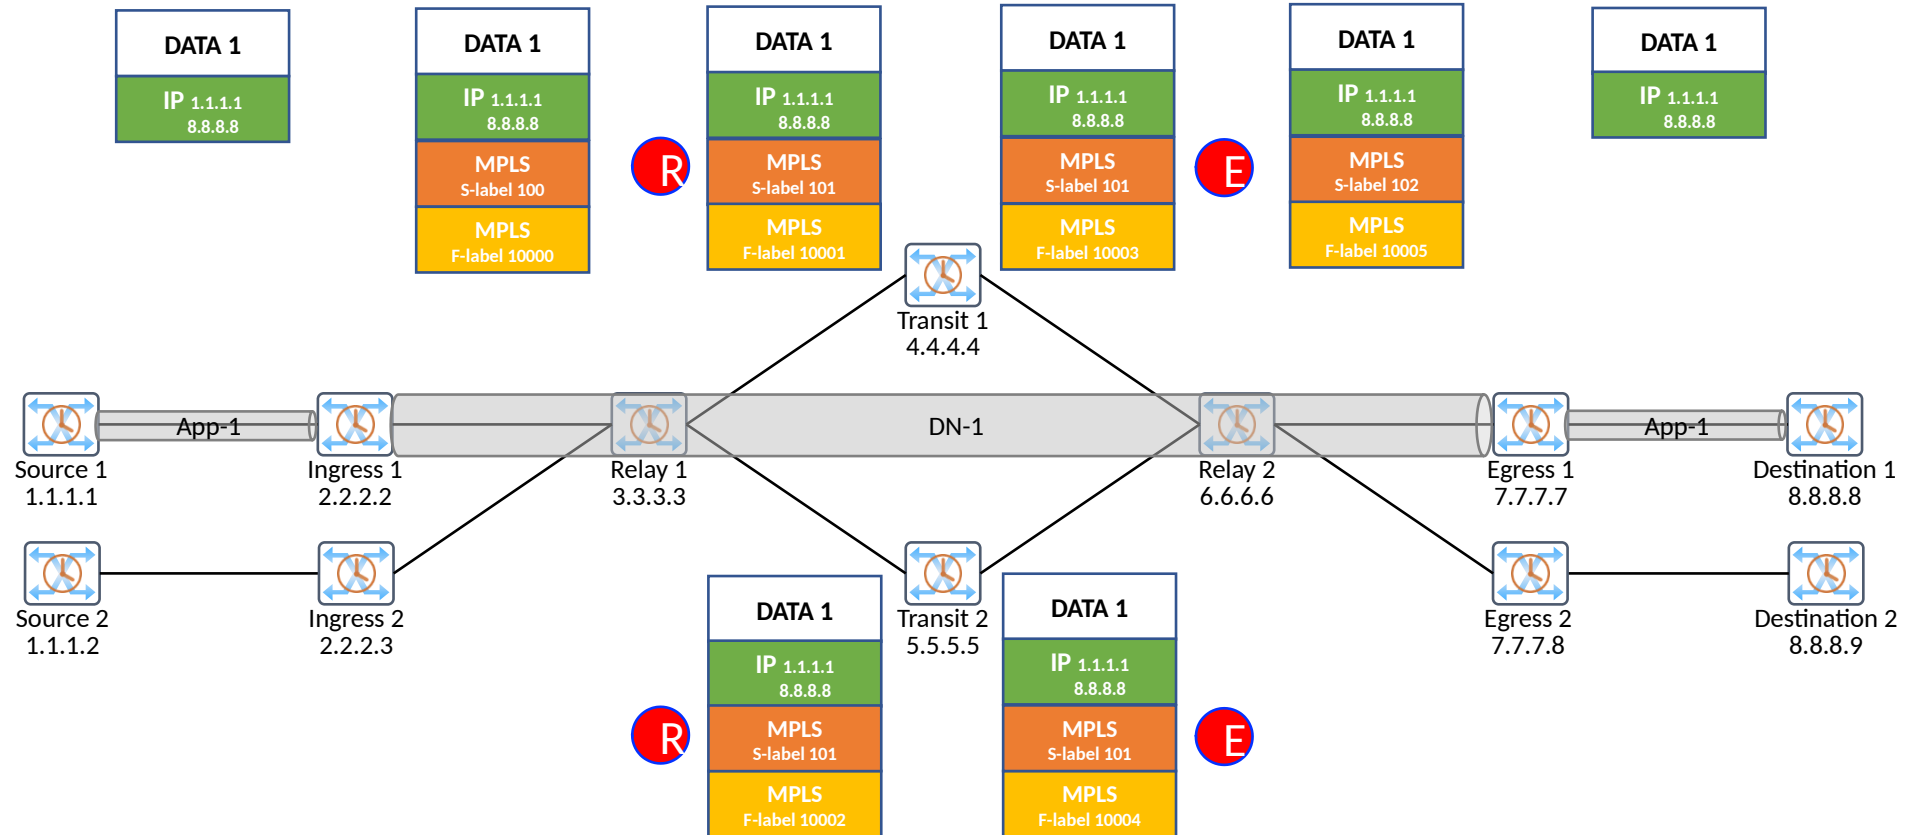 DATA 1
IP 1.1.1.1
8.8.8.8
DATA 1
IP 1.1.1.1
8.8.8.8
MPLS
S-label 100
MPLS
F-label 10000
R
DATA 1
IP 1.1.1.1
8.8.8.8
MPLS
S-label 101
MPLS
F-label 10001
DATA 1
IP 1.1.1.1
8.8.8.8
MPLS
S-label 101
MPLS
F-label 10003
E
DATA 1
IP 1.1.1.1
8.8.8.8
MPLS
S-label 102
MPLS
F-label 10005
DATA 1
IP 1.1.1.1
8.8.8.8
Transit 1
4.4.4.4
App-1
DN-1
App-1
Source 1
1.1.1.1
Ingress 1
2.2.2.2
Relay 1
3.3.3.3
Relay 2
6.6.6.6
Egress 1
7.7.7.7
Destination 1
8.8.8.8
Source 2
1.1.1.2
Ingress 2
2.2.2.3
Transit 2
5.5.5.5
Egress 2
7.7.7.8
Destination 2
8.8.8.9
R
DATA 1
IP 1.1.1.1
8.8.8.8
MPLS
S-label 101
MPLS
F-label 10002
DATA 1
IP 1.1.1.1
8.8.8.8
MPLS
S-label 101
MPLS
F-label 10004
E